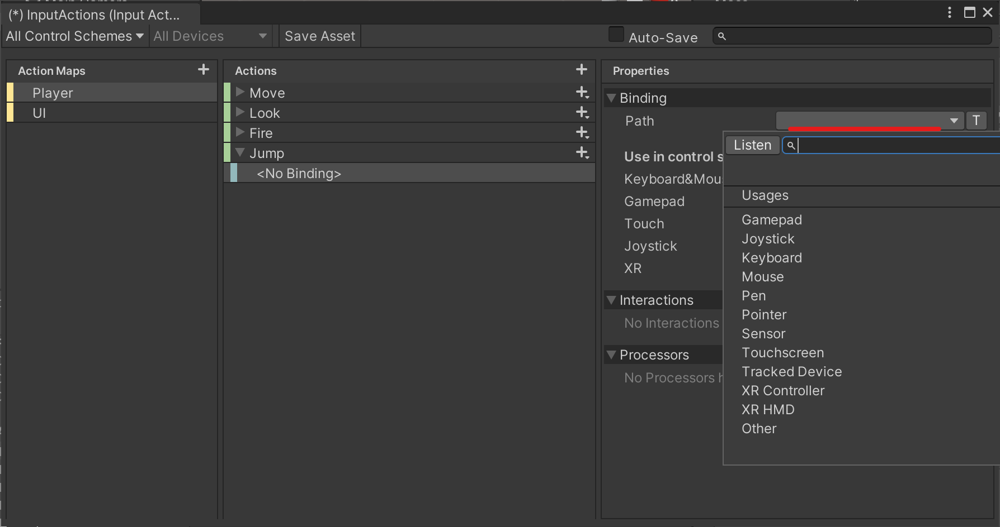 (*) InputActions (Input Act...
All Control Schemes All Devices Save Asset Auto-Save
Action Maps
Player
UI
Actions
Move
Look
Fire
Jump
<No Binding>
Properties
Binding
Path T
Use in control s
Keyboard&Mou
Gamepad
Touch
Joystick
XR
Interactions
No Interactions
Processors
No Processors h
Listen
Usages
Gamepad
Joystick
Keyboard
Mouse
Pen
Pointer
Sensor
Touchscreen
Tracked Device
XR Controller
XR HMD
Other